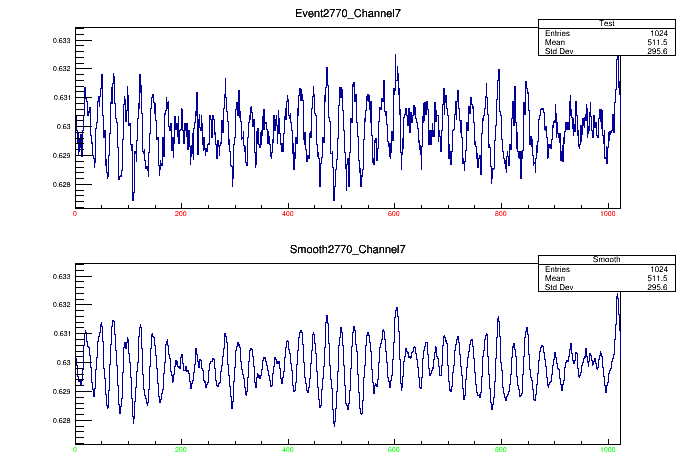 Event2770_Channel7
Test
Entries 1024
Mean 511.5
Std Dev 295.6
0.633
0.632
0.631
0.63
0.629
0.628
0 200 400 600 800 1000
Smooth2770_Channel7
Smooth
Entries 1024
Mean 511.5
Std Dev 295.6
0.633
0.632
0.631
0.63
0.629
0.628
0 200 400 600 800 1000